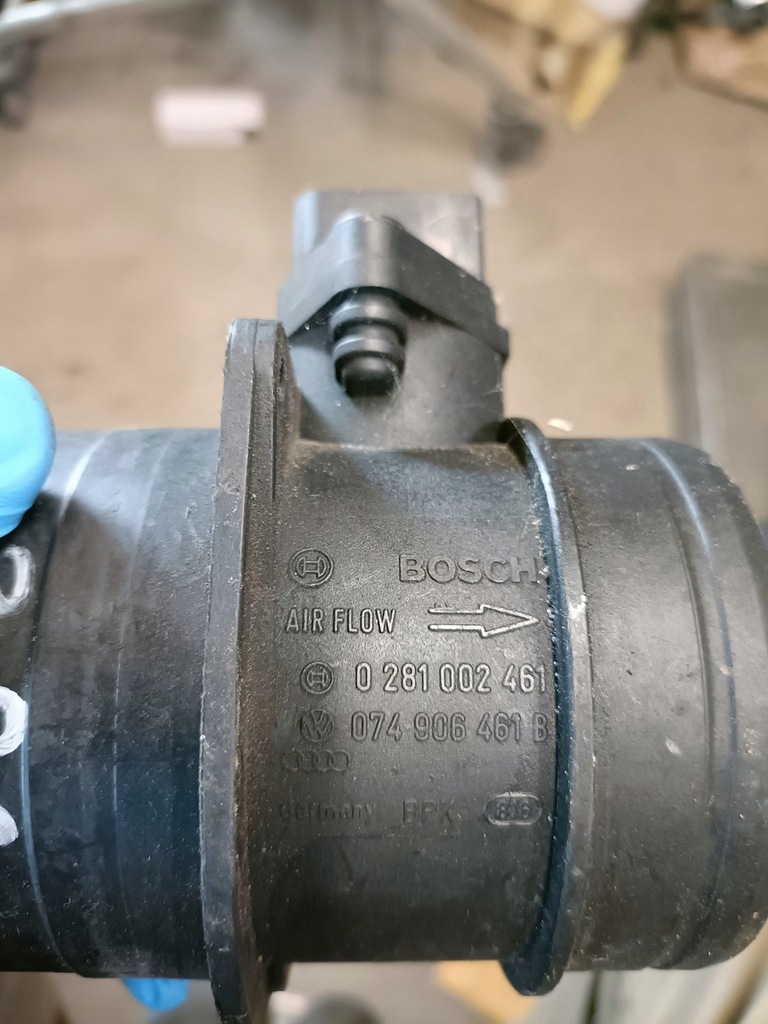 BOSCH
AIR FLOW
0 281 002 461
074 906 461 B
Germany BPK